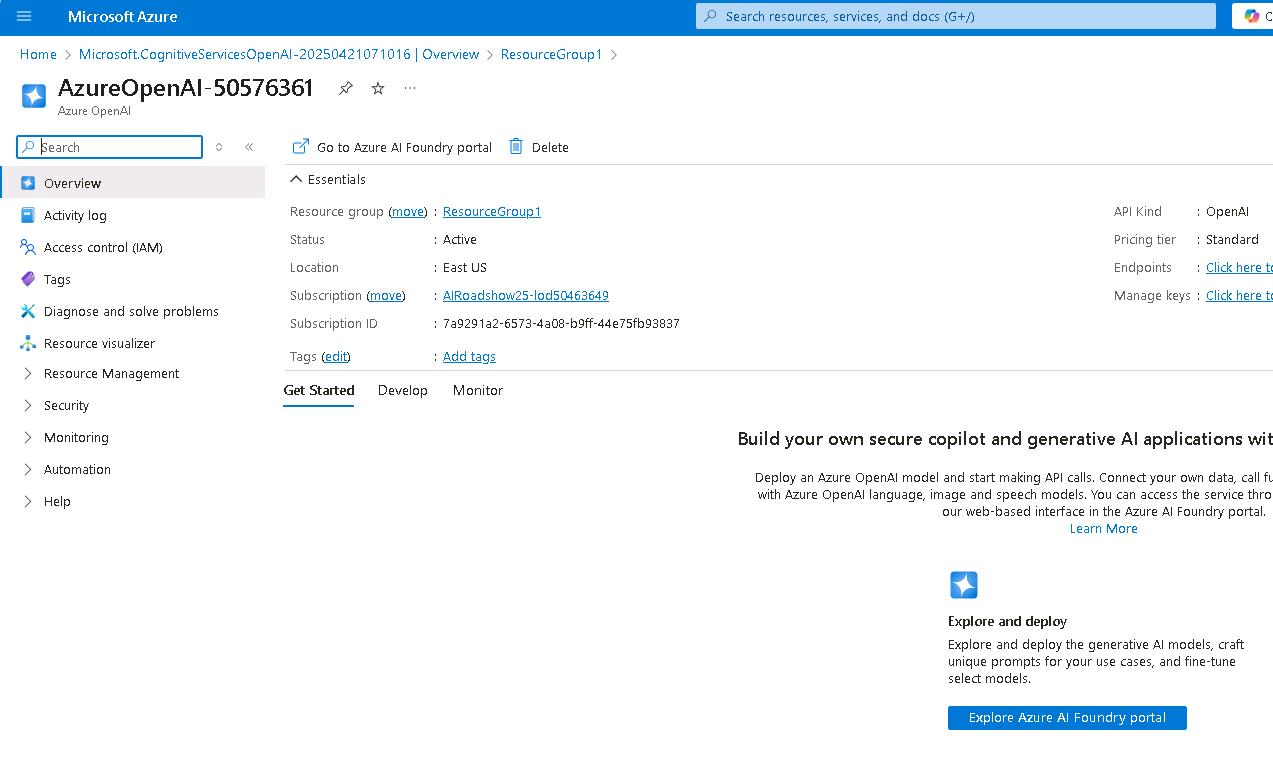 Microsoft Azure
Search resources, services, and docs (G+/)
Home > Microsoft.CognitiveServicesOpenAI-20250421071016 | Overview > ResourceGroup1 >
AzureOpenAI-50576361
Azure OpenAI
Search
Go to Azure AI Foundry portal Delete
Overview
Activity log
Access control (IAM)
Tags
Diagnose and solve problems
Resource visualizer
Resource Management
Security
Monitoring
Automation
Help
Essentials
Resource group (move) : ResourceGroup1
Status : Active
Location : East US
Subscription (move) : AIRoadshow25-lod50463649
Subscription ID : 7a9291a2-6573-4a08-b9ff-44e75fb93837
Tags (edit) : Add tags
API Kind : OpenAI
Pricing tier : Standard
Endpoints : Click here
Manage keys : Click here
Get Started Develop Monitor
Build your own secure copilot and generative AI applications
Deploy an Azure OpenAI model and start making API calls. Connect your own data, call
with Azure OpenAI language, image and speech models. You can access the service
our web-based interface in the Azure AI Foundry portal.
Learn More
Explore and deploy
Explore and deploy the generative AI models, craft
unique prompts for your use cases, and fine-tune
select models.
Explore Azure AI Foundry portal